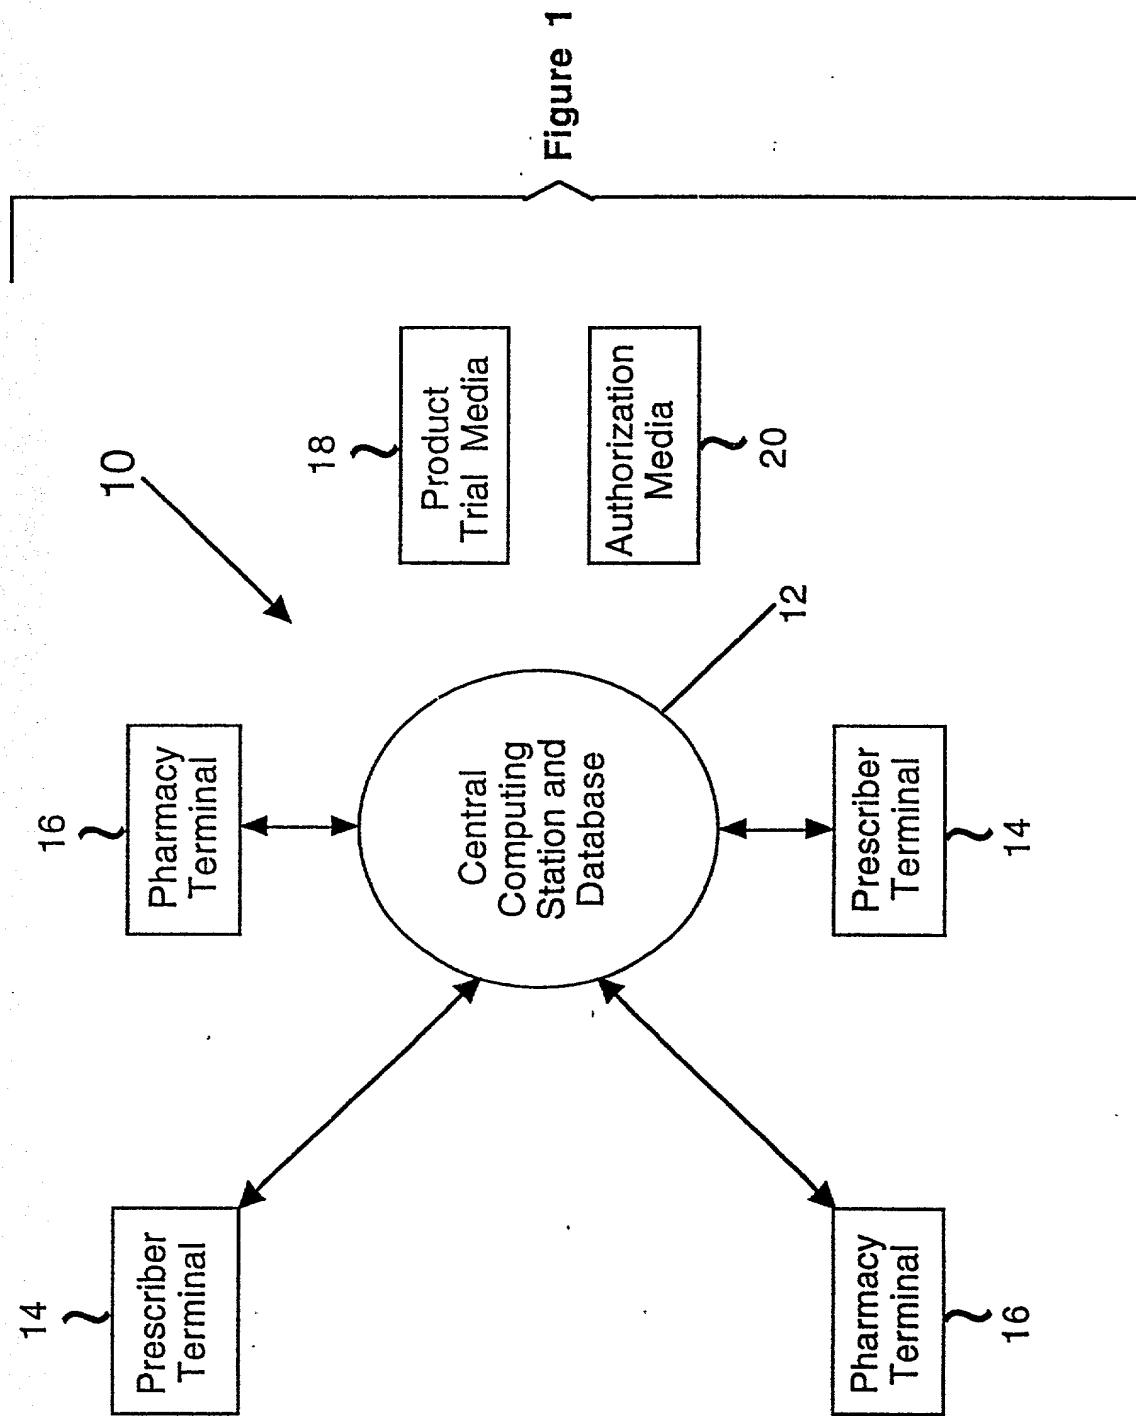 14
Prescriber
Terminal
16
Pharmacy
Terminal
10
18
Product
Trial Media
Central
Computing
Station and
Database
12
Authorization
Media
20
Pharmacy
Terminal
16
Prescriber
Terminal
14
Figure 1